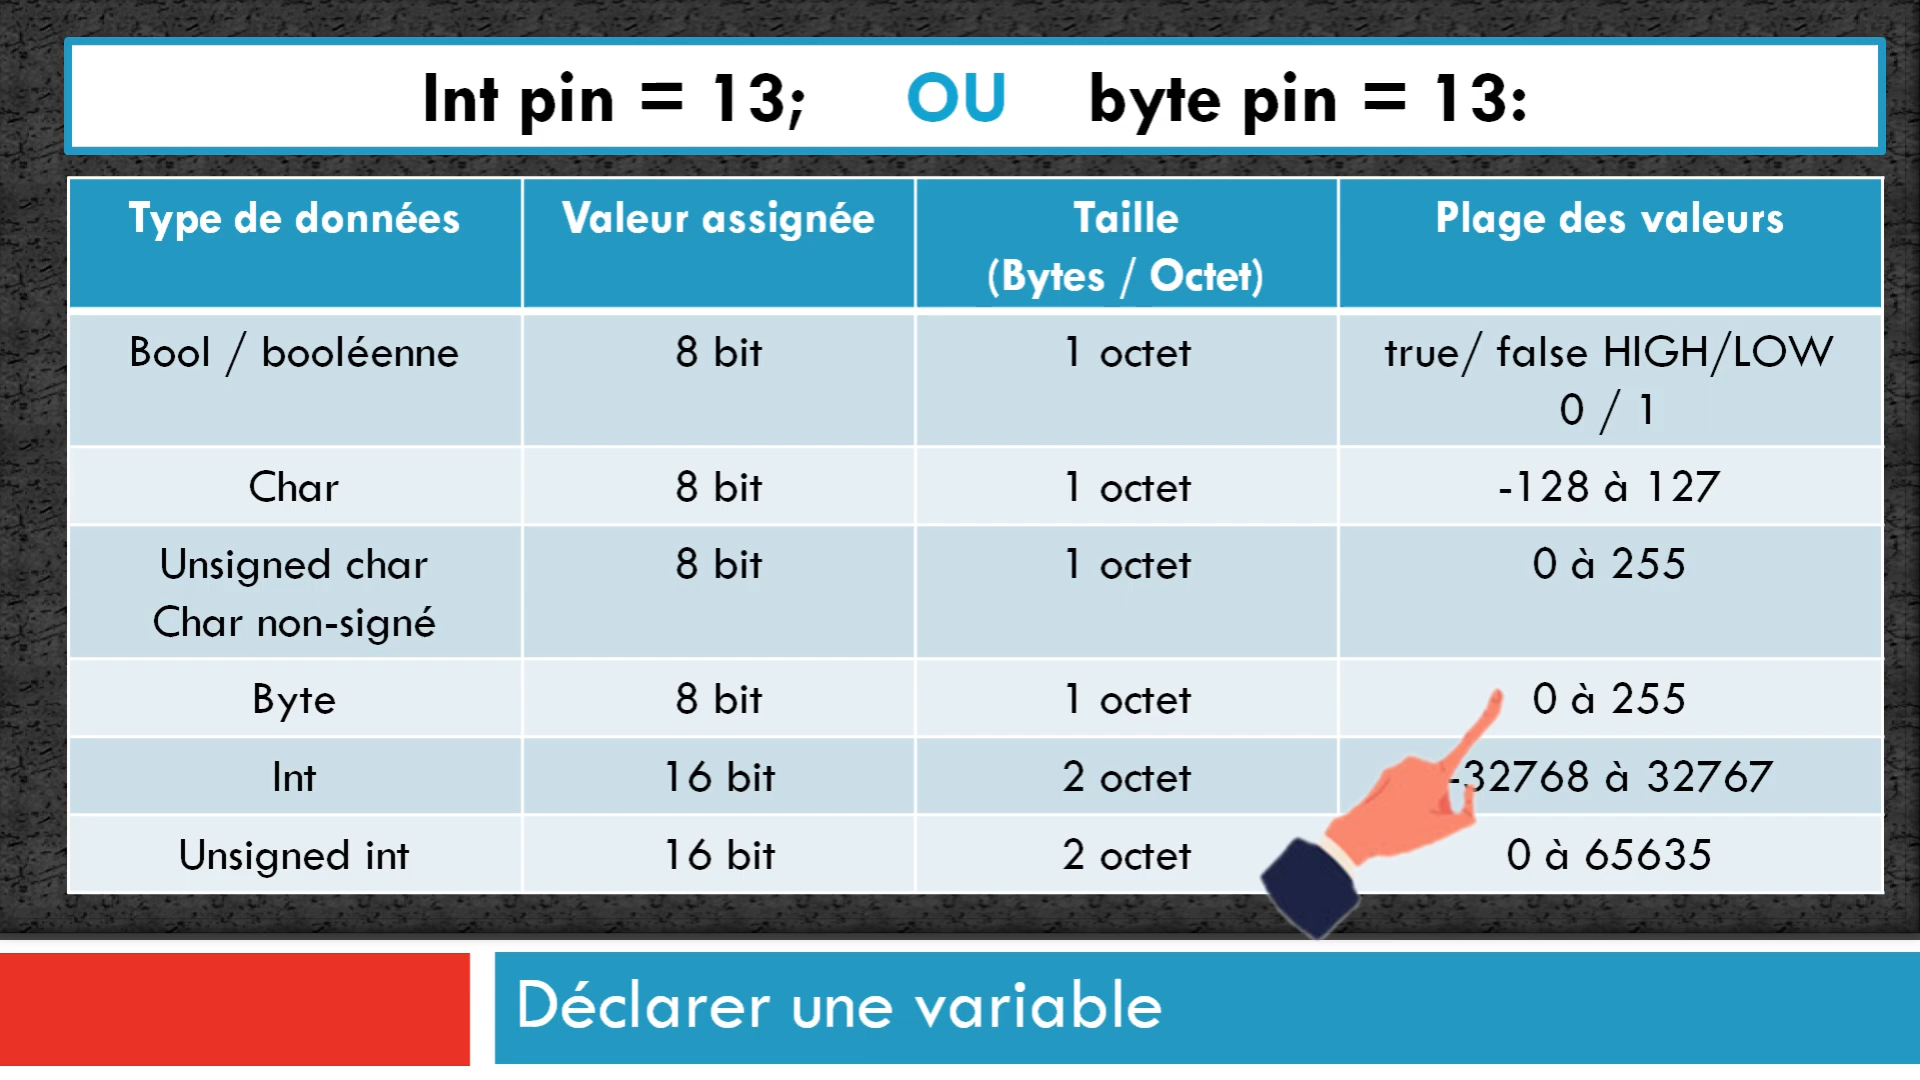 Int pin = 13; OU byte pin = 13:
Type de données Valeur assignée Taille (Bytes / Octet) Plage des valeurs
Bool / booléenne 8 bit 1 octet true/ false HIGH/LOW
0 / 1
Char 8 bit 1 octet -128 à 127
Unsigned char 8 bit 1 octet 0 à 255
Char non-signé
Byte 8 bit 1 octet 0 à 255
Int 16 bit 2 octet -32768 à 32767
Unsigned int 16 bit 2 octet 0 à 65635
Déclarer une variable